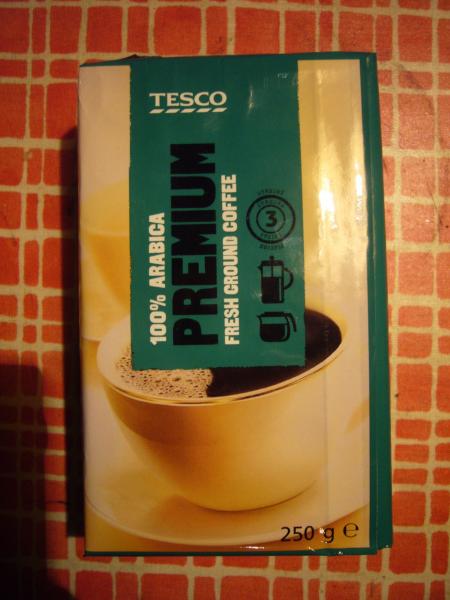 TESCO
100% ARABICA
PREMIUM
FRESH GROUND COFFEE
3
250 g e